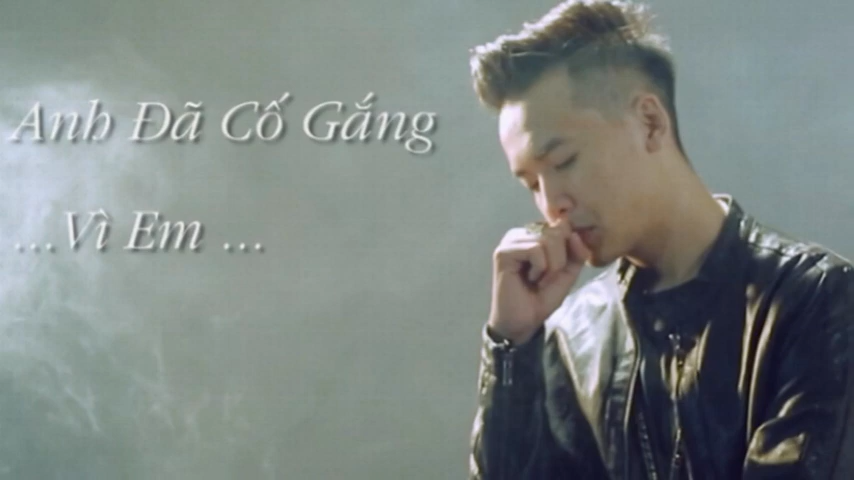 Anh Đã Cố Gắng
...Vì Em ...